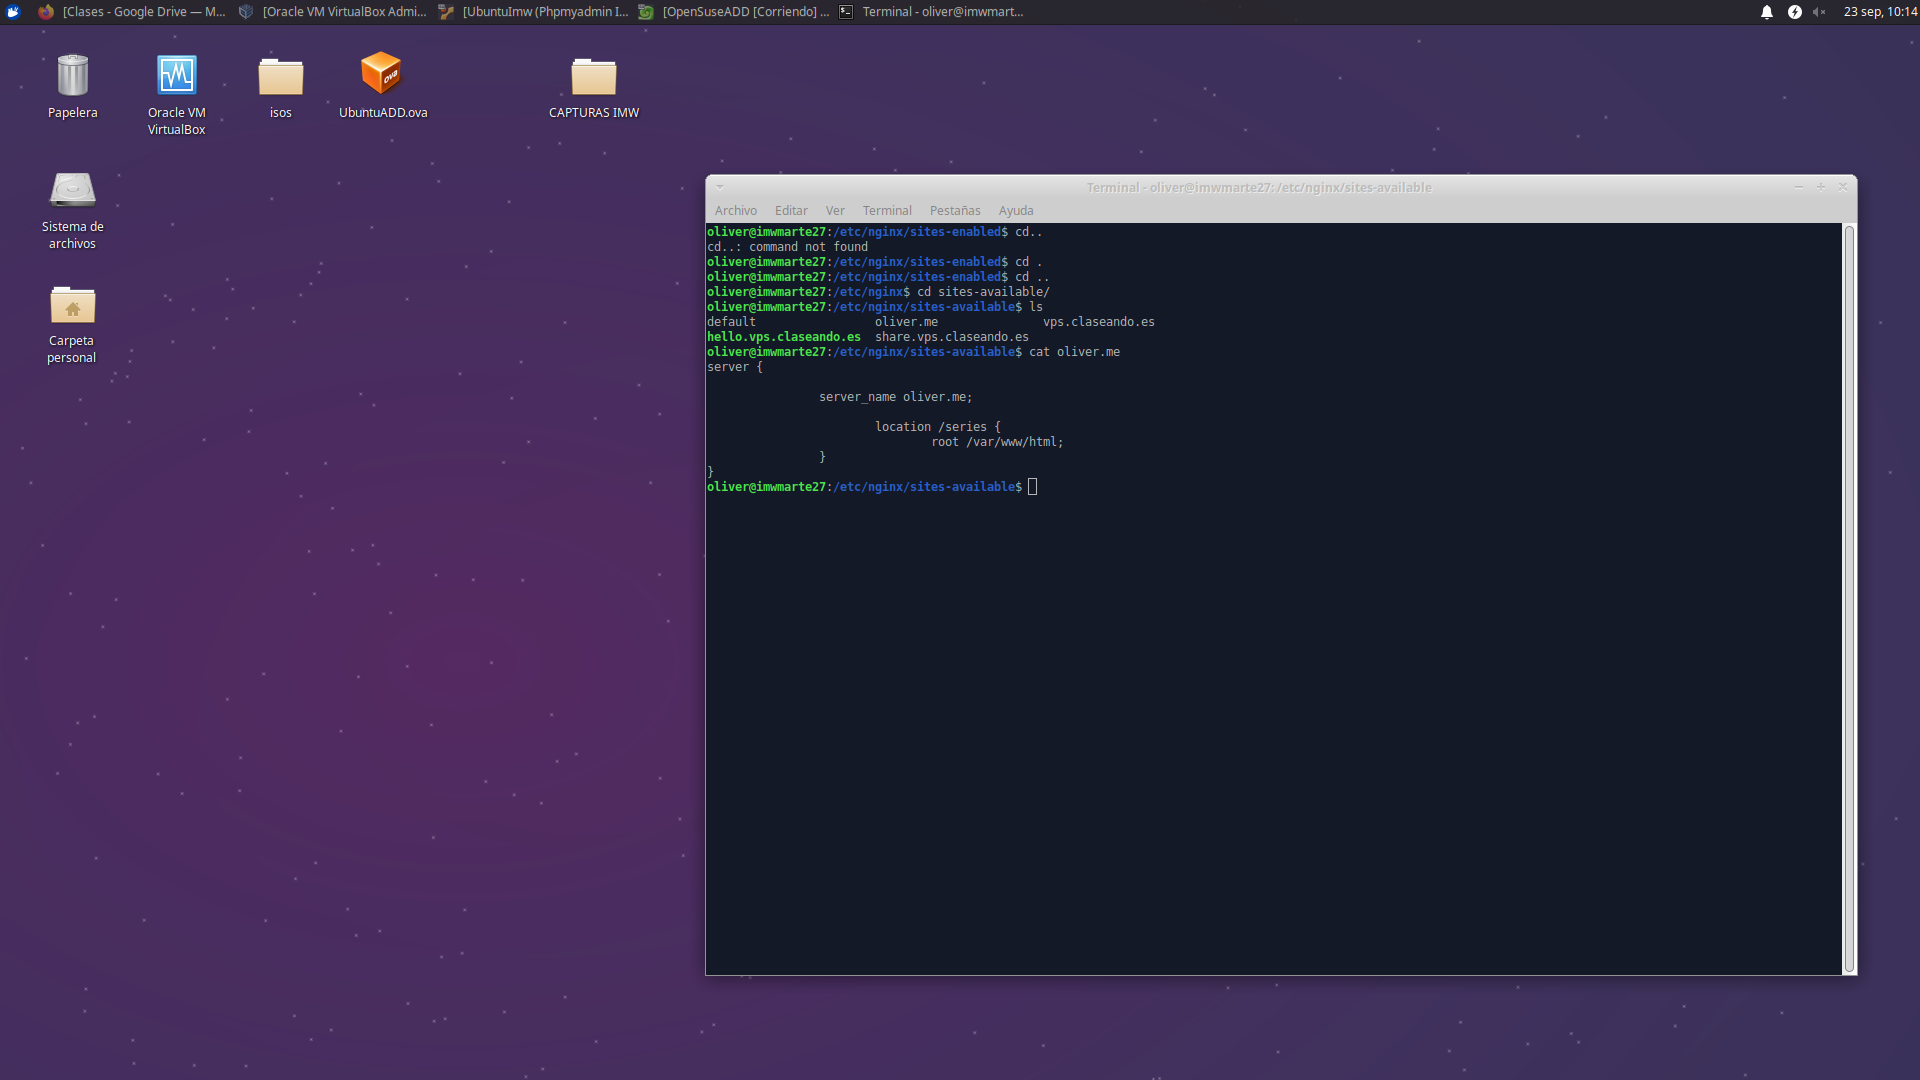 [Clases - Google Drive — M... [Oracle VM VirtualBox Admi... [UbuntuImw (Phpmyadmin I... [OpenSuseADD [Corriendo] ... Terminal - oliver@imwmart... 23 sep, 10:14
Papelera
Oracle VM
VirtualBox
isos
OVA
UbuntuADD.ova
CAPTURAS IMW
Sistema de
archivos
Carpeta
personal
Terminal - oliver@imwmarte27: /etc/nginx/sites-available
Archivo Editar Ver Terminal Pestañas Ayuda
oliver@imwmarte27:/etc/nginx/sites-enabled$ cd..
cd..: command not found
oliver@imwmarte27:/etc/nginx/sites-enabled$ cd .
oliver@imwmarte27:/etc/nginx/sites-enabled$ cd ..
oliver@imwmarte27:/etc/nginx$ cd sites-available/
oliver@imwmarte27:/etc/nginx/sites-available$ ls
default oliver.me vps.claseando.es
hello.vps.claseando.es share.vps.claseando.es
oliver@imwmarte27:/etc/nginx/sites-available$ cat oliver.me
server {
server_name oliver.me;
location /series {
root /var/www/html;
}
}
oliver@imwmarte27:/etc/nginx/sites-available$